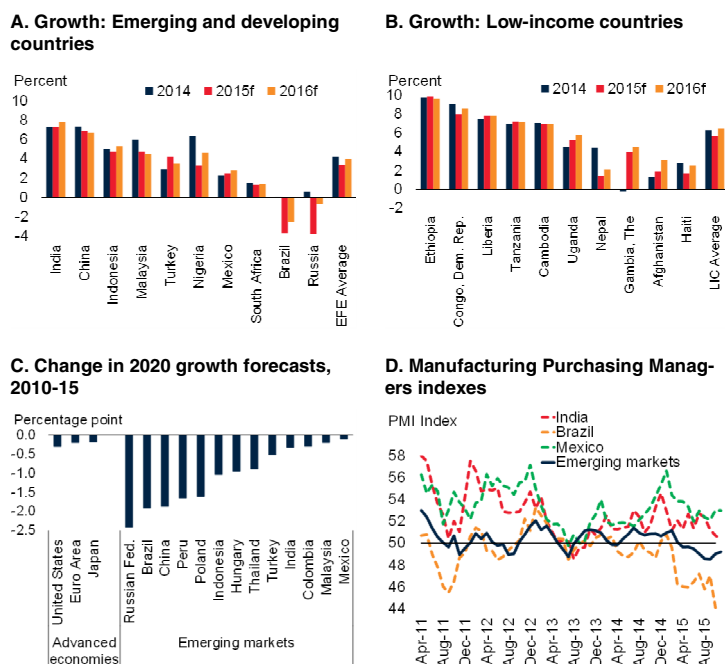 A. Growth: Emerging and developing
countries
Percent
2014 2015f 2016f
10
8
6
4
2
0
-2
-4
India
China
Indonesia
Malaysia
Turkey
Nigeria
Mexico
South Africa
Brazil
Russia
EFE Average
B. Growth: Low-income countries
Percent
2014 2015f 2016f
10
8
6
4
2
0
-2
Ethiopia
Congo, Dem. Rep.
Liberia
Tanzania
Cambodia
Uganda
Nepal
Gambia, The
Afghanistan
Haiti
LIC Average
C. Change in 2020 growth forecasts,
2010-15
Percentage point
0.0
-0.5
-1.0
-1.5
-2.0
-2.5
United States
Euro Area
Japan
Russian Fed.
Brazil
China
Peru
Poland
Indonesia
Hungary
Thailand
Turkey
India
Colombia
Malaysia
Mexico
Advanced
economies
Emerging markets
D. Manufacturing Purchasing Manag-
ers indexes
PMI Index
India
Brazil
Mexico
Emerging markets
58
56
54
52
50
48
46
44
Apr-11
Aug-11
Dec-11
Apr-12
Aug-12
Dec-12
Apr-13
Aug-13
Dec-13
Apr-14
Aug-14
Dec-14
Apr-15
Aug-15